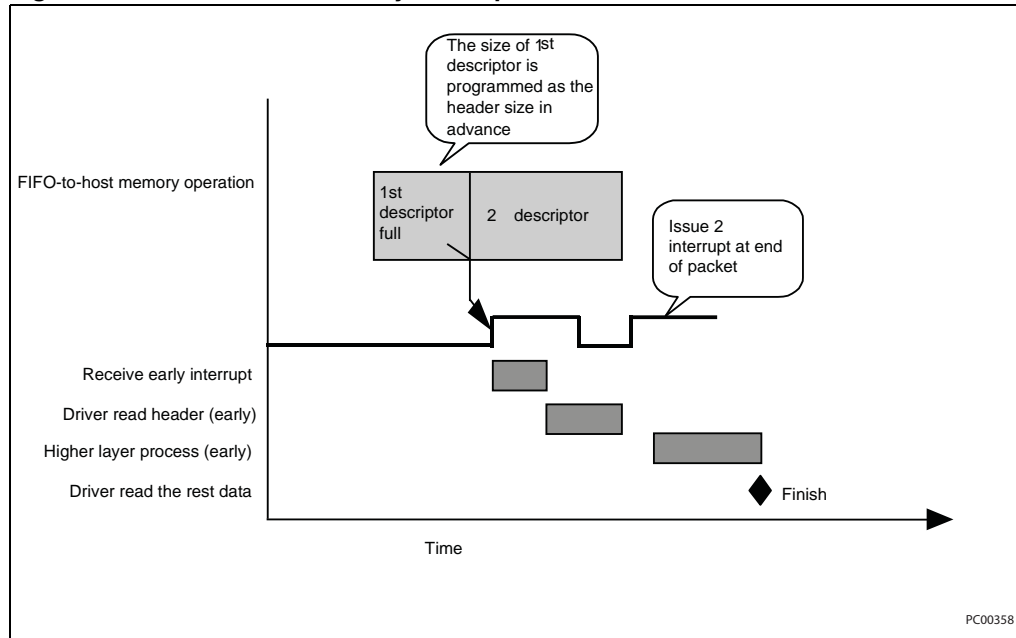 The size of 1st
descriptor is
programmed as the
header size in
advance
FIFO-to-host memory operation
1st
descriptor
full
2 descriptor
Issue 2
interrupt at end
of packet
Receive early interrupt
Driver read header (early)
Higher layer process (early)
Driver read the rest data
Finish
Time
PC00358